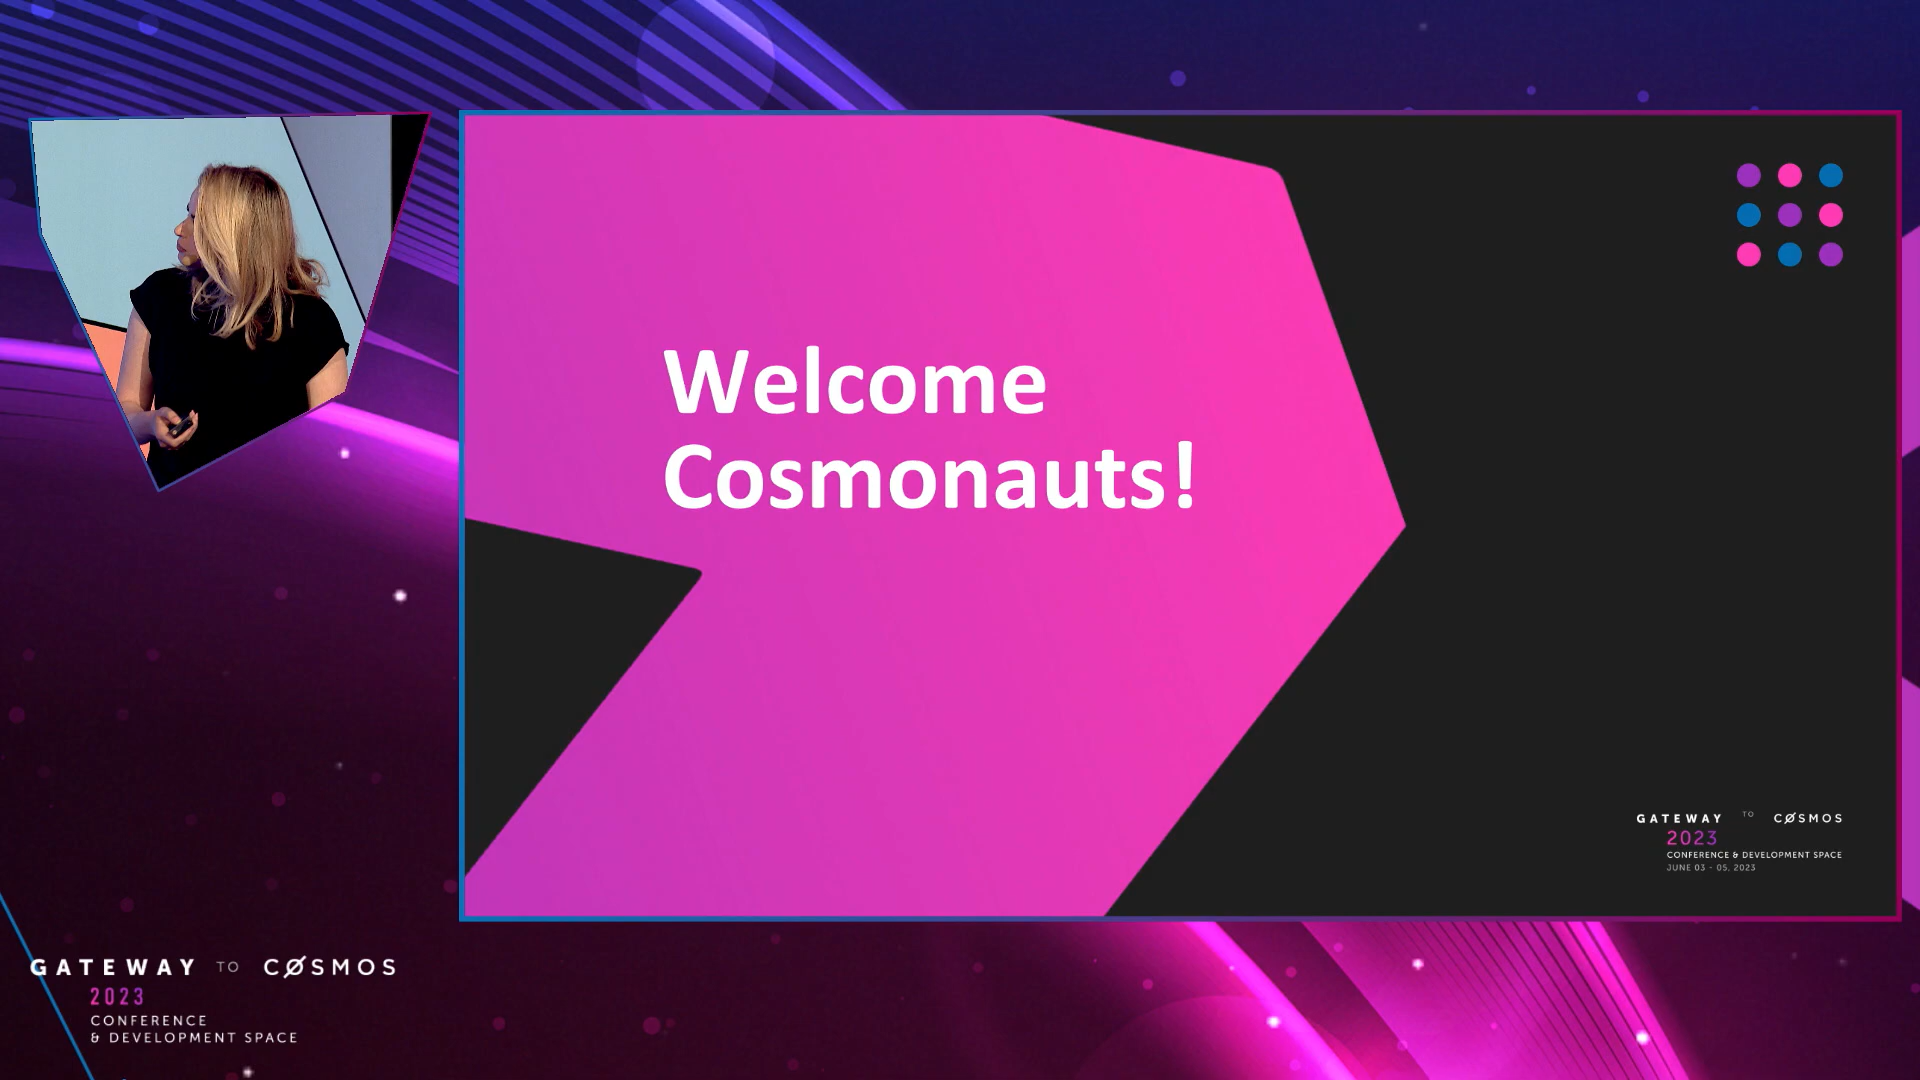 Welcome
Cosmonauts!
GATEWAY TO CØSMOS
2023
CONFERENCE & DEVELOPMENT SPACE
JUNE 03 - 05, 2023
GATEWAY TO CØSMOS
2023
CONFERENCE
& DEVELOPMENT SPACE